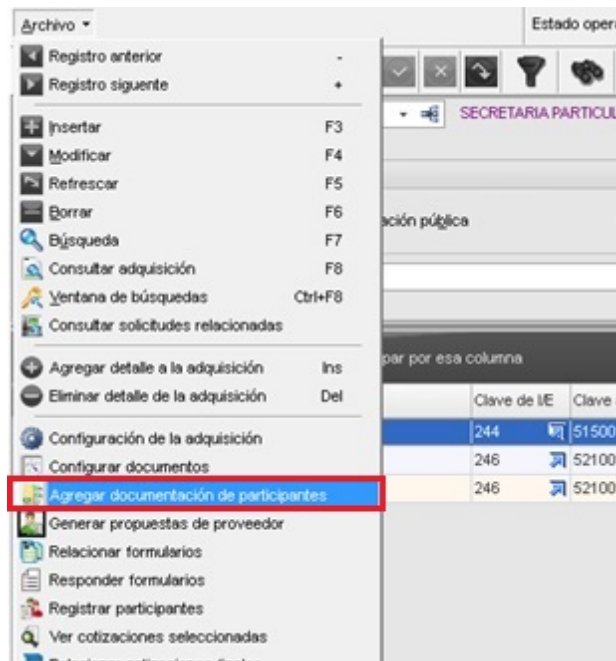 Archivo
Estado oper
Registro anterior -
Registro siguente +
SECRETARIA PARTICUL
Insertar F3
Modificar F4
Refrescar F5
Borrar F6
ación pública
Búsqueda F7
Consultar adquisición F8
Ventana de búsquedas Ctrl+F8
Consultar solicitudes relacionadas
par por esa columna
Agregar detalle a la adquisición Ins
Eliminar detalle de la adquisición Del
Clave de I/E Clave
244 51500
Configuración de la adquisición
246 52100
Configurar documentos
246 52100
Agregar documentación de participantes
Generar propuestas de proveedor
Relacionar formularios
Responder formularios
Registrar participantes
Ver cotizaciones seleccionadas